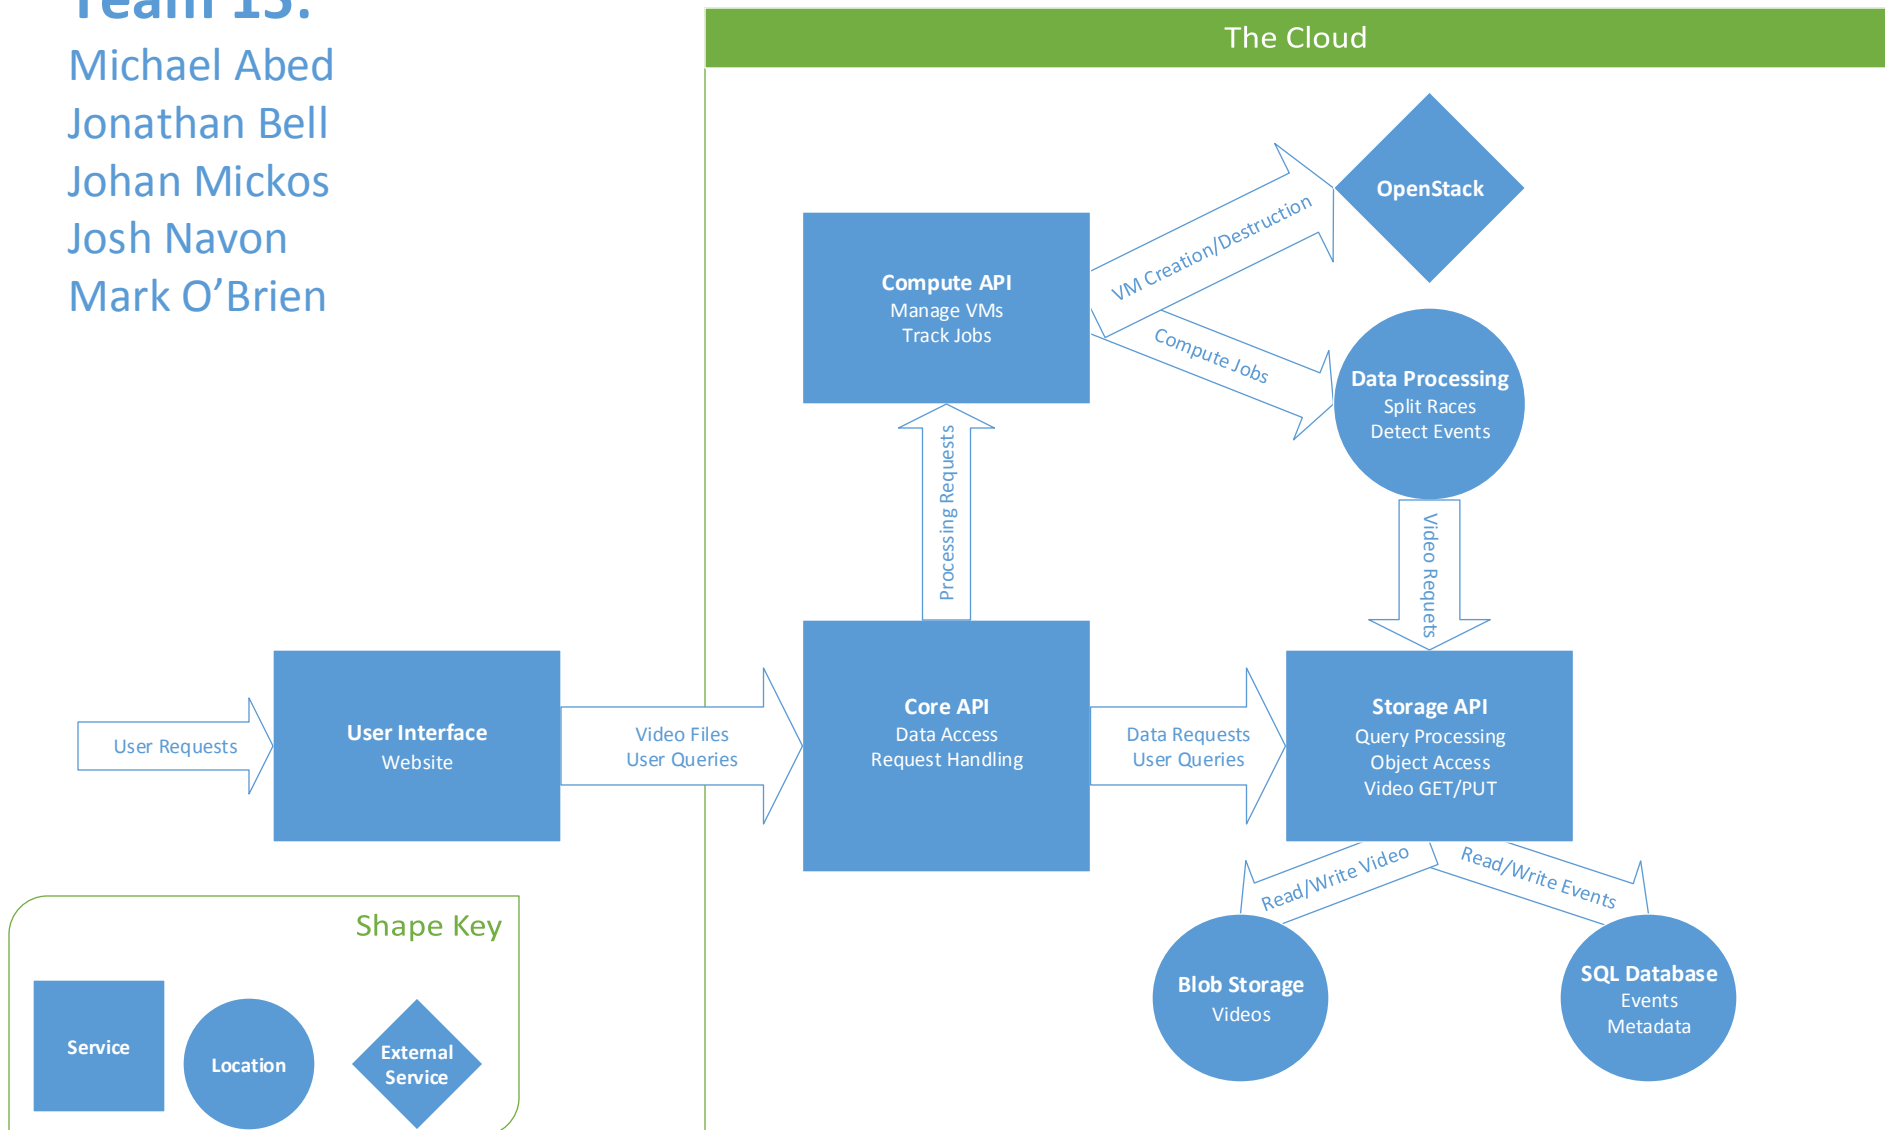 Team 15:
Michael Abed
Jonathan Bell
Johan Mickos
Josh Navon
Mark O’Brien
The Cloud
OpenStack
VM Creation/Destruction
Compute API
Manage VMs
Track Jobs
Compute Jobs
Data Processing
Split Races
Detect Events
Processing Requests
Video Requets
User Requests
User Interface
Website
Video Files
User Queries
Core API
Data Access
Request Handling
Data Requests
User Queries
Storage API
Query Processing
Object Access
Video GET/PUT
Read/Write Video
Read/Write Events
Blob Storage
Videos
SQL Database
Events
Metadata
Shape Key
Service
Location
External
Service